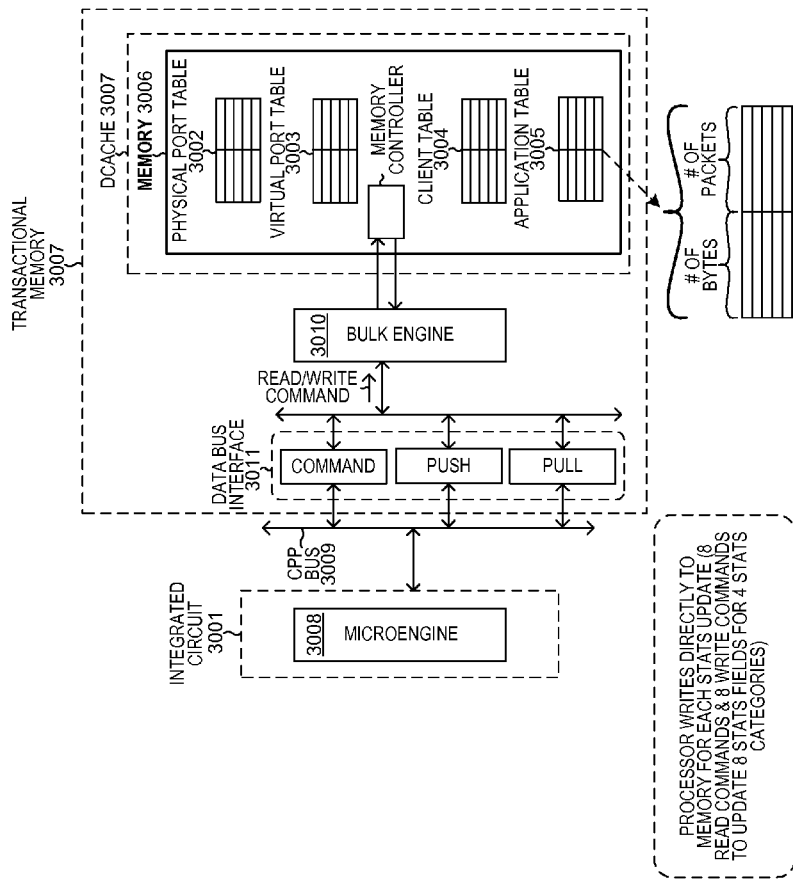 TRANSACTIONAL
MEMORY
3007
DCACHE 3007
MEMORY 3006
PHYSICAL PORT TABLE
3002
VIRTUAL PORT TABLE
3003
MEMORY
CONTROLLER
CLIENT TABLE
3004
APPLICATION TABLE
3005
# OF
BYTES
# OF
PACKETS
3010
BULK ENGINE
READ/WRITE
COMMAND
DATA BUS
INTERFACE
3011
COMMAND
PUSH
PULL
CPP
BUS
3009
INTEGRATED
CIRCUIT
3001
3008
MICROENGINE
PROCESSOR WRITES DIRECTLY TO
MEMORY FOR EACH STATS UPDATE (8
READ COMMANDS & 8 WRITE COMMANDS
TO UPDATE 8 STATS FIELDS FOR 4 STATS
CATEGORIES)